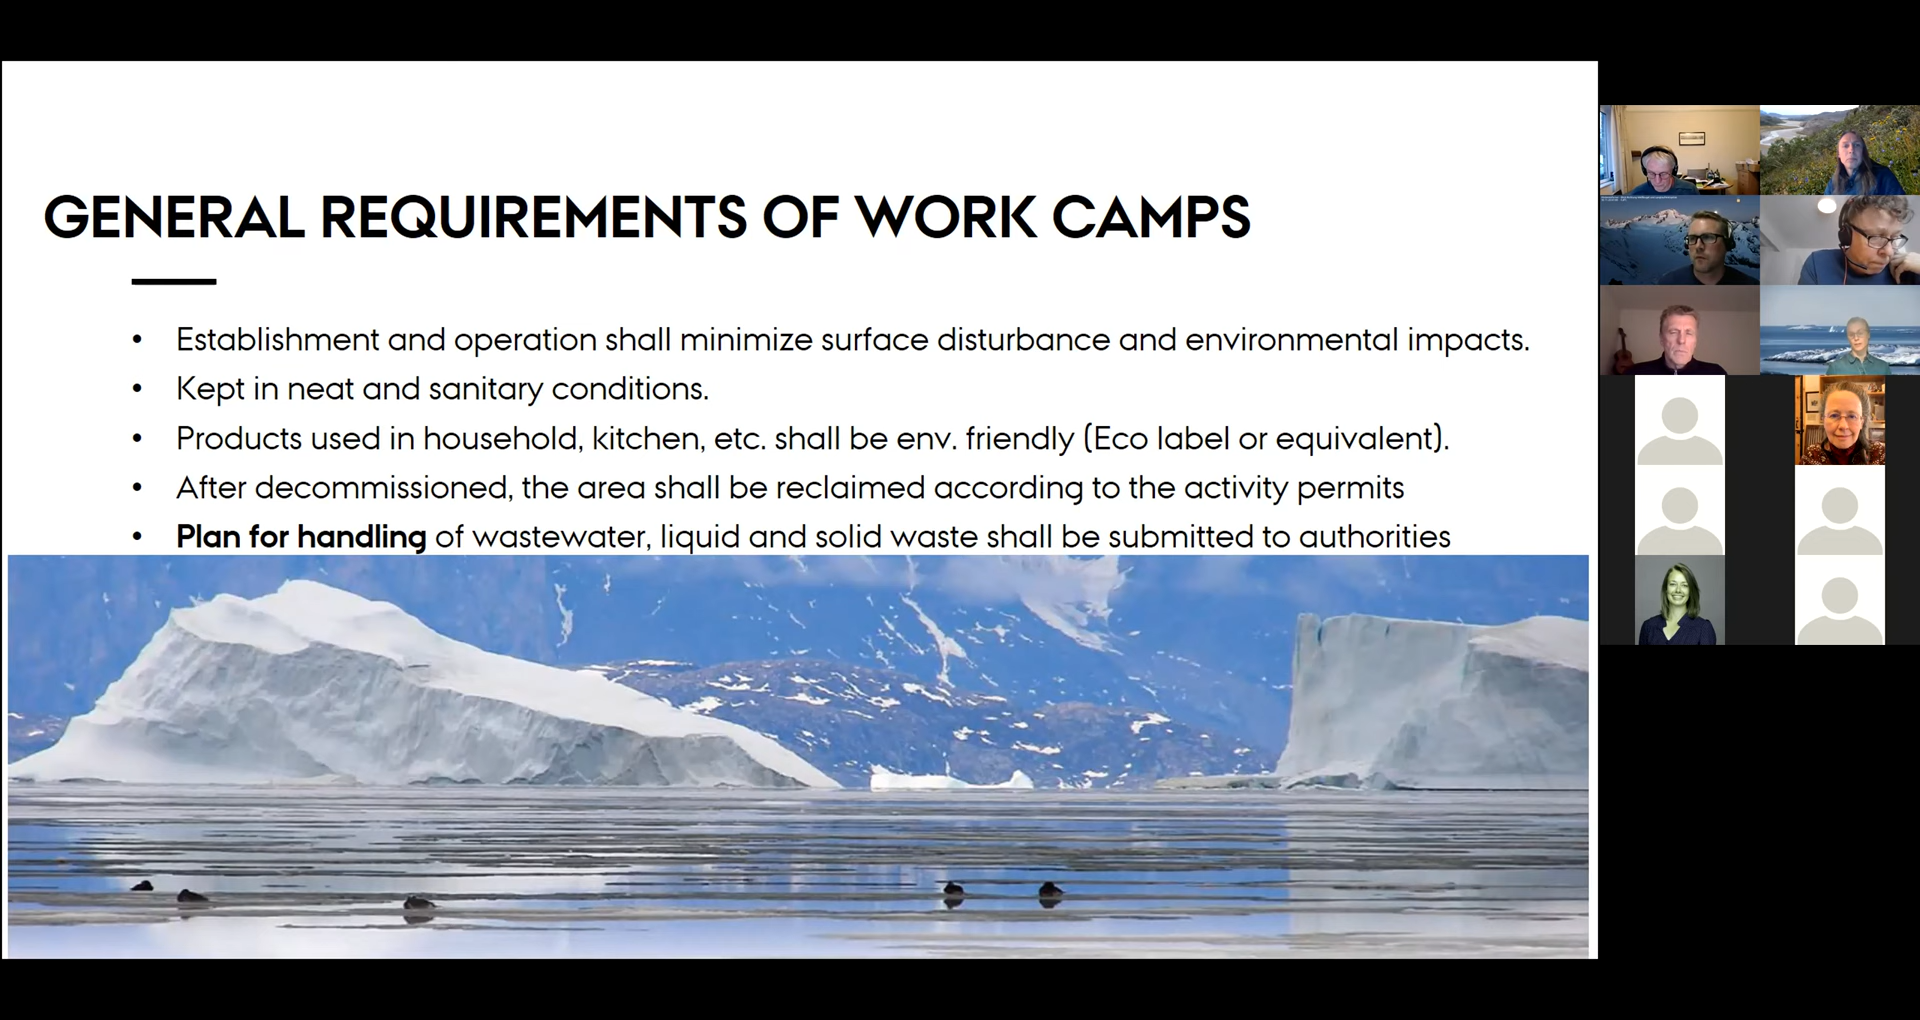 GENERAL REQUIREMENTS OF WORK CAMPS
• Establishment and operation shall minimize surface disturbance and environmental impacts.
• Kept in neat and sanitary conditions.
• Products used in household, kitchen, etc. shall be env. friendly (Eco label or equivalent).
• After decommissioned, the area shall be reclaimed according to the activity permits
• Plan for handling of wastewater, liquid and solid waste shall be submitted to authorities